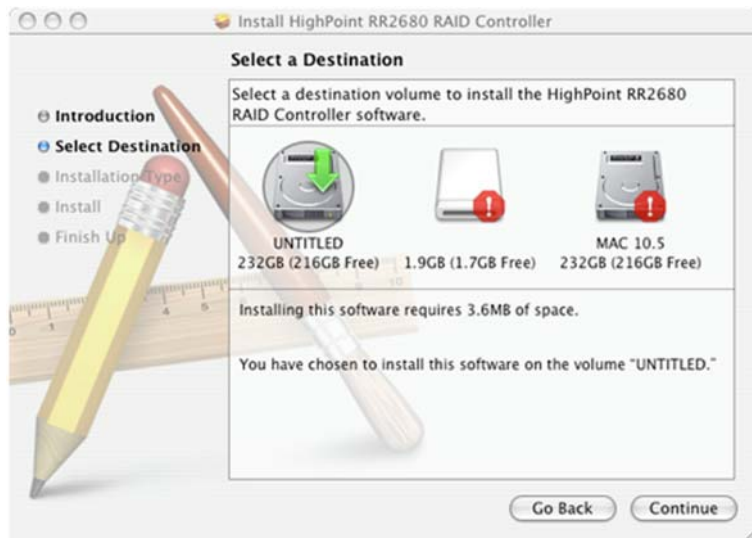 Install HighPoint RR2680 RAID Controller
Select a Destination
Introduction
Select Destination
Installation Type
Install
Finish Up
Select a destination volume to install the HighPoint RR2680
RAID Controller software.
UNTITLED
232GB (216GB Free)
1.9GB (1.7GB Free)
MAC 10.5
232GB (216GB Free)
Installing this software requires 3.6MB of space.
You have chosen to install this software on the volume “UNTITLED.”
Go Back
Continue